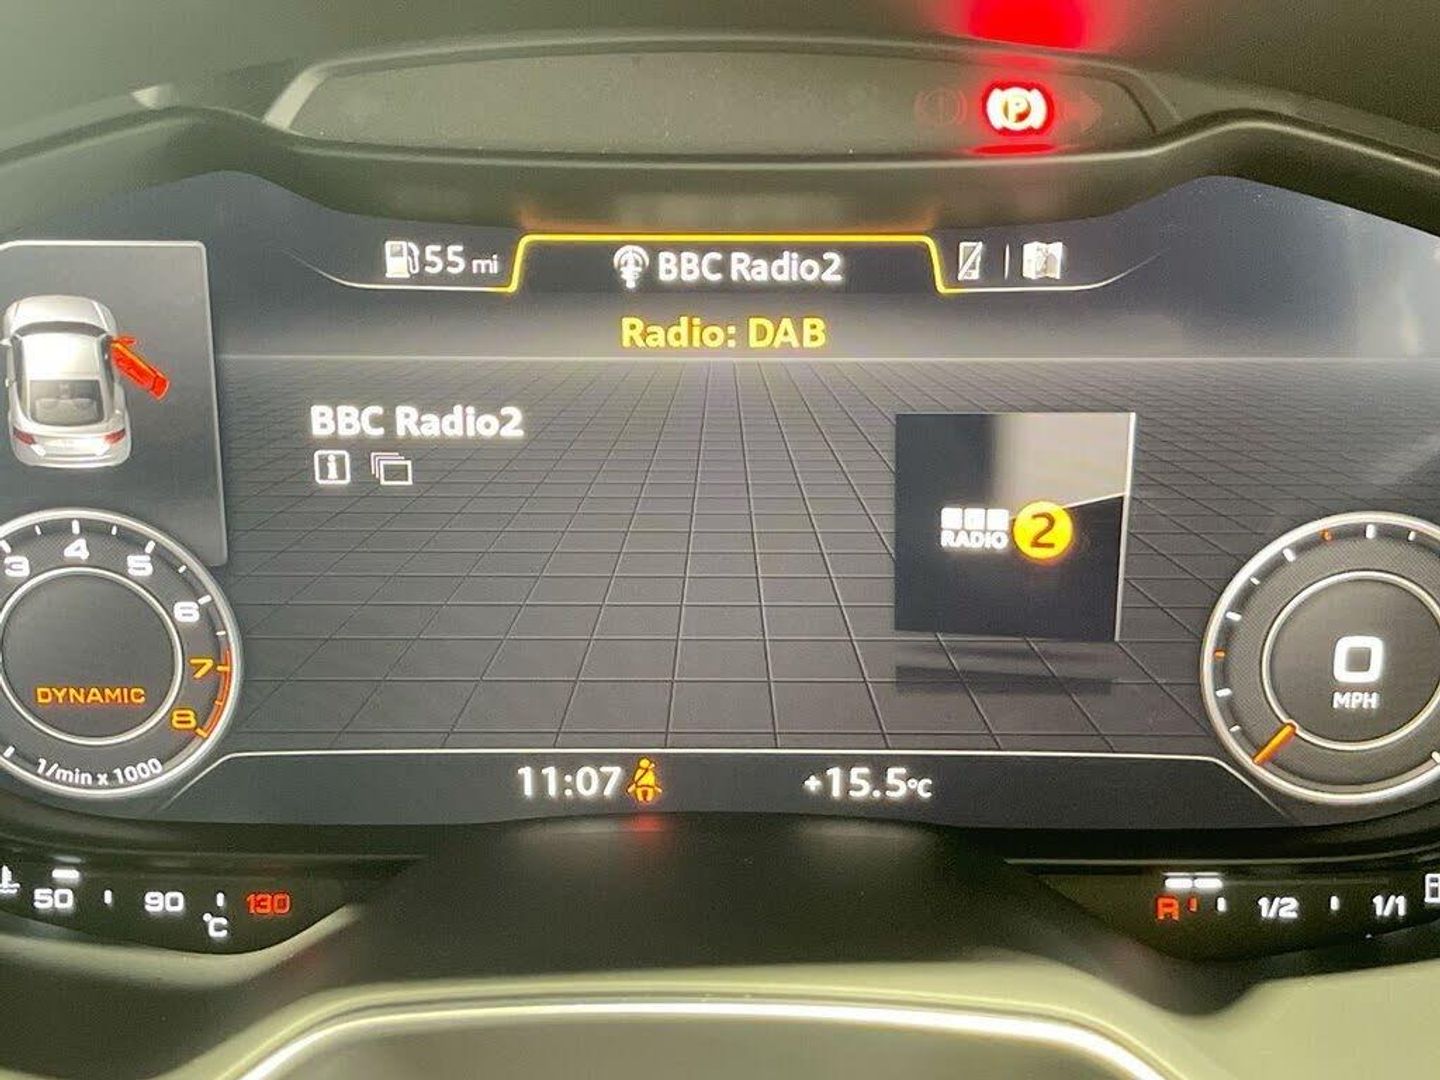 P
55 mi
BBC Radio2
Radio: DAB
BBC Radio2
i
BBC
RADIO 2
3 4 5 6 7 8
DYNAMIC
1/min x 1000
0
MPH
11:07
+15.5°C
50 90 130
°C
R 1/2 1/1